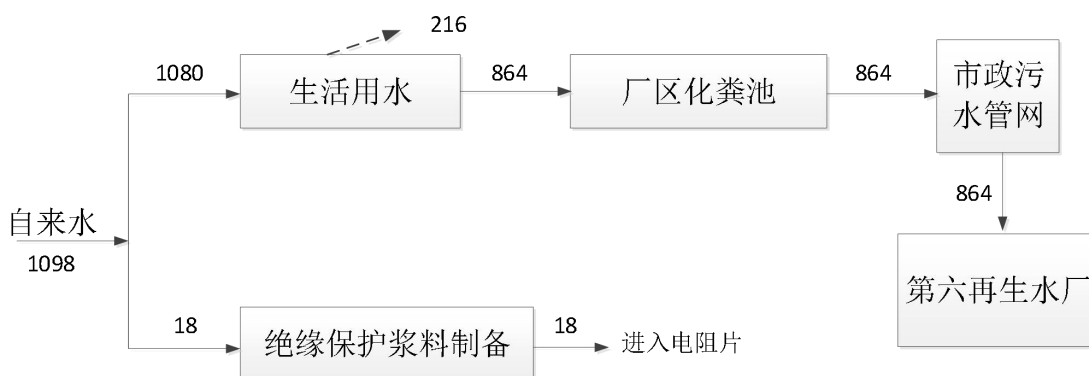 216
1080
生活用水
864
厂区化粪池
864
市政污
水管网
864
自来水
1098
第六再生水厂
18
绝缘保护浆料制备
18
进入电阻片